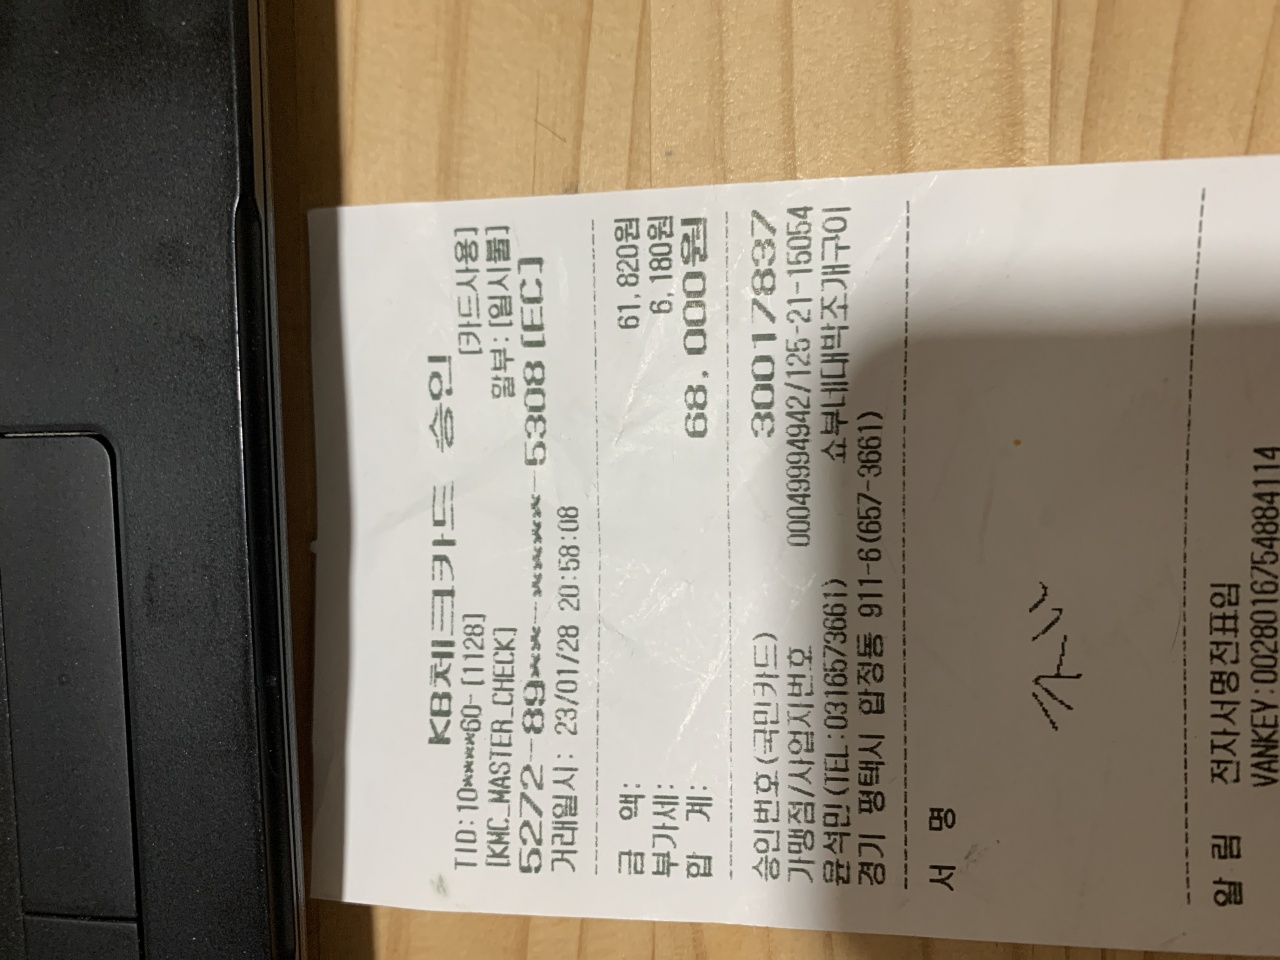 KB체크카드 승인
TID:10****60-[1128] [카드사용]
[KMC_MASTER_CHECK] 할부:[일시불]
5272-89**-****-5308 [EC]
거래일시: 23/01/28 20:58:08
금 액: 61,820원
부가세: 6,180원
합 계: 68,000원
승인번호(국민카드) 30017837
가맹점/사업자번호 00049994942/125-21-15054
윤석민(TEL:0316573661) 쇼부네대박조개구이
경기 평택시 합정동 911-6(657-3661)
서 명
알 림 전자서명전표임
VANKEY:0028016754884114